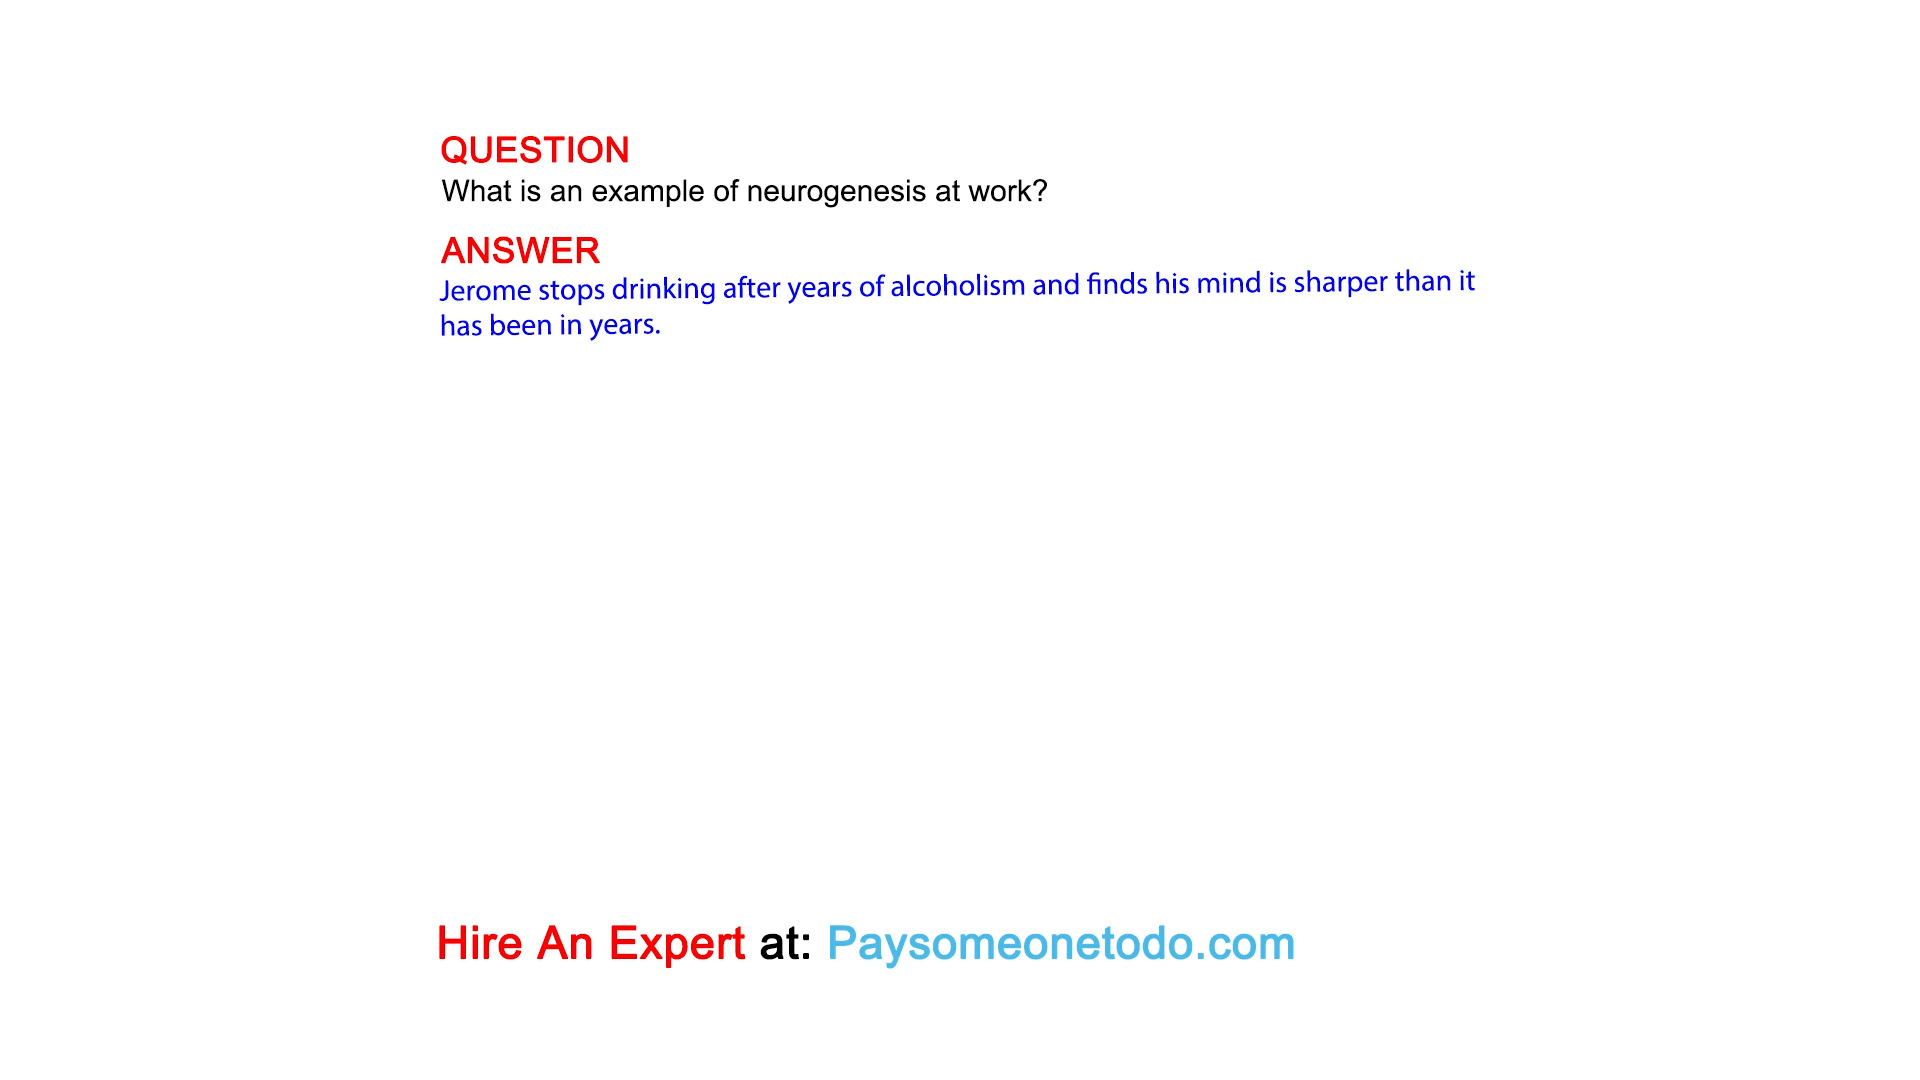 QUESTION
What is an example of neurogenesis at work?
ANSWER
Jerome stops drinking after years of alcoholism and finds his mind is sharper than it
has been in years.
Hire An Expert at: Paysomeonetodo.com